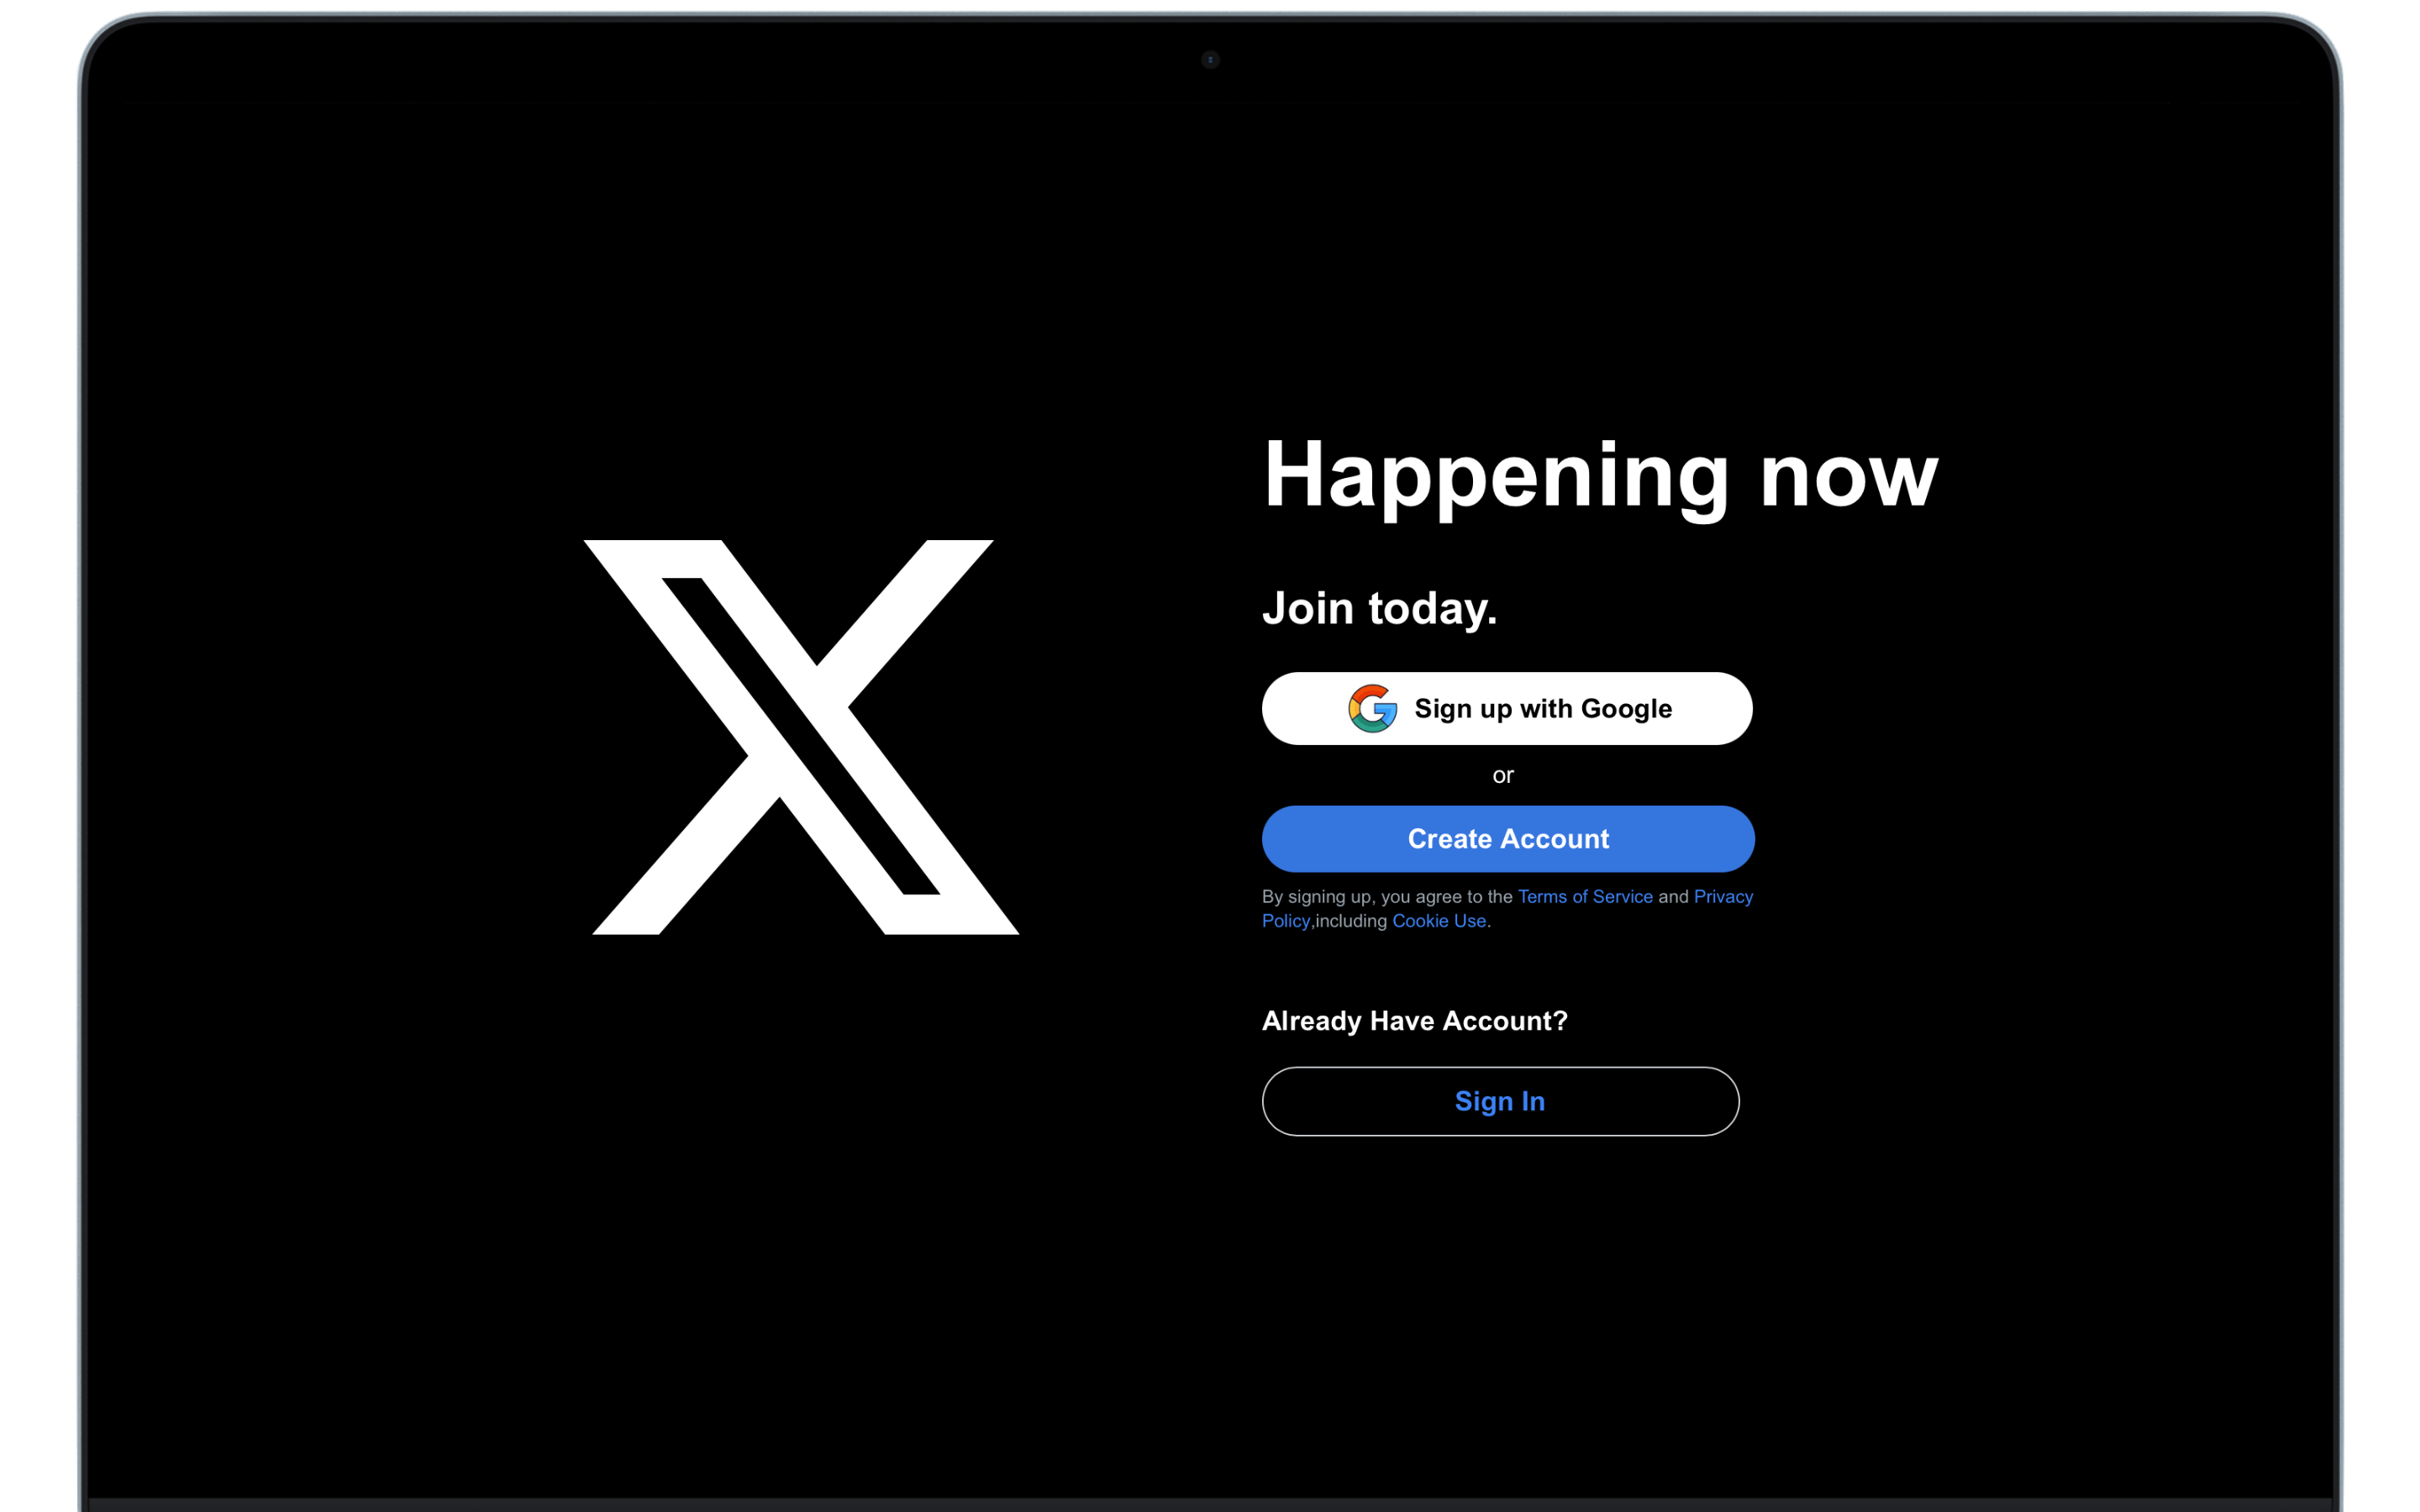 Happening now
Join today.
Sign up with Google
or
Create Account
By signing up, you agree to the Terms of Service and Privacy
Policy,including Cookie Use.
Already Have Account?
Sign In